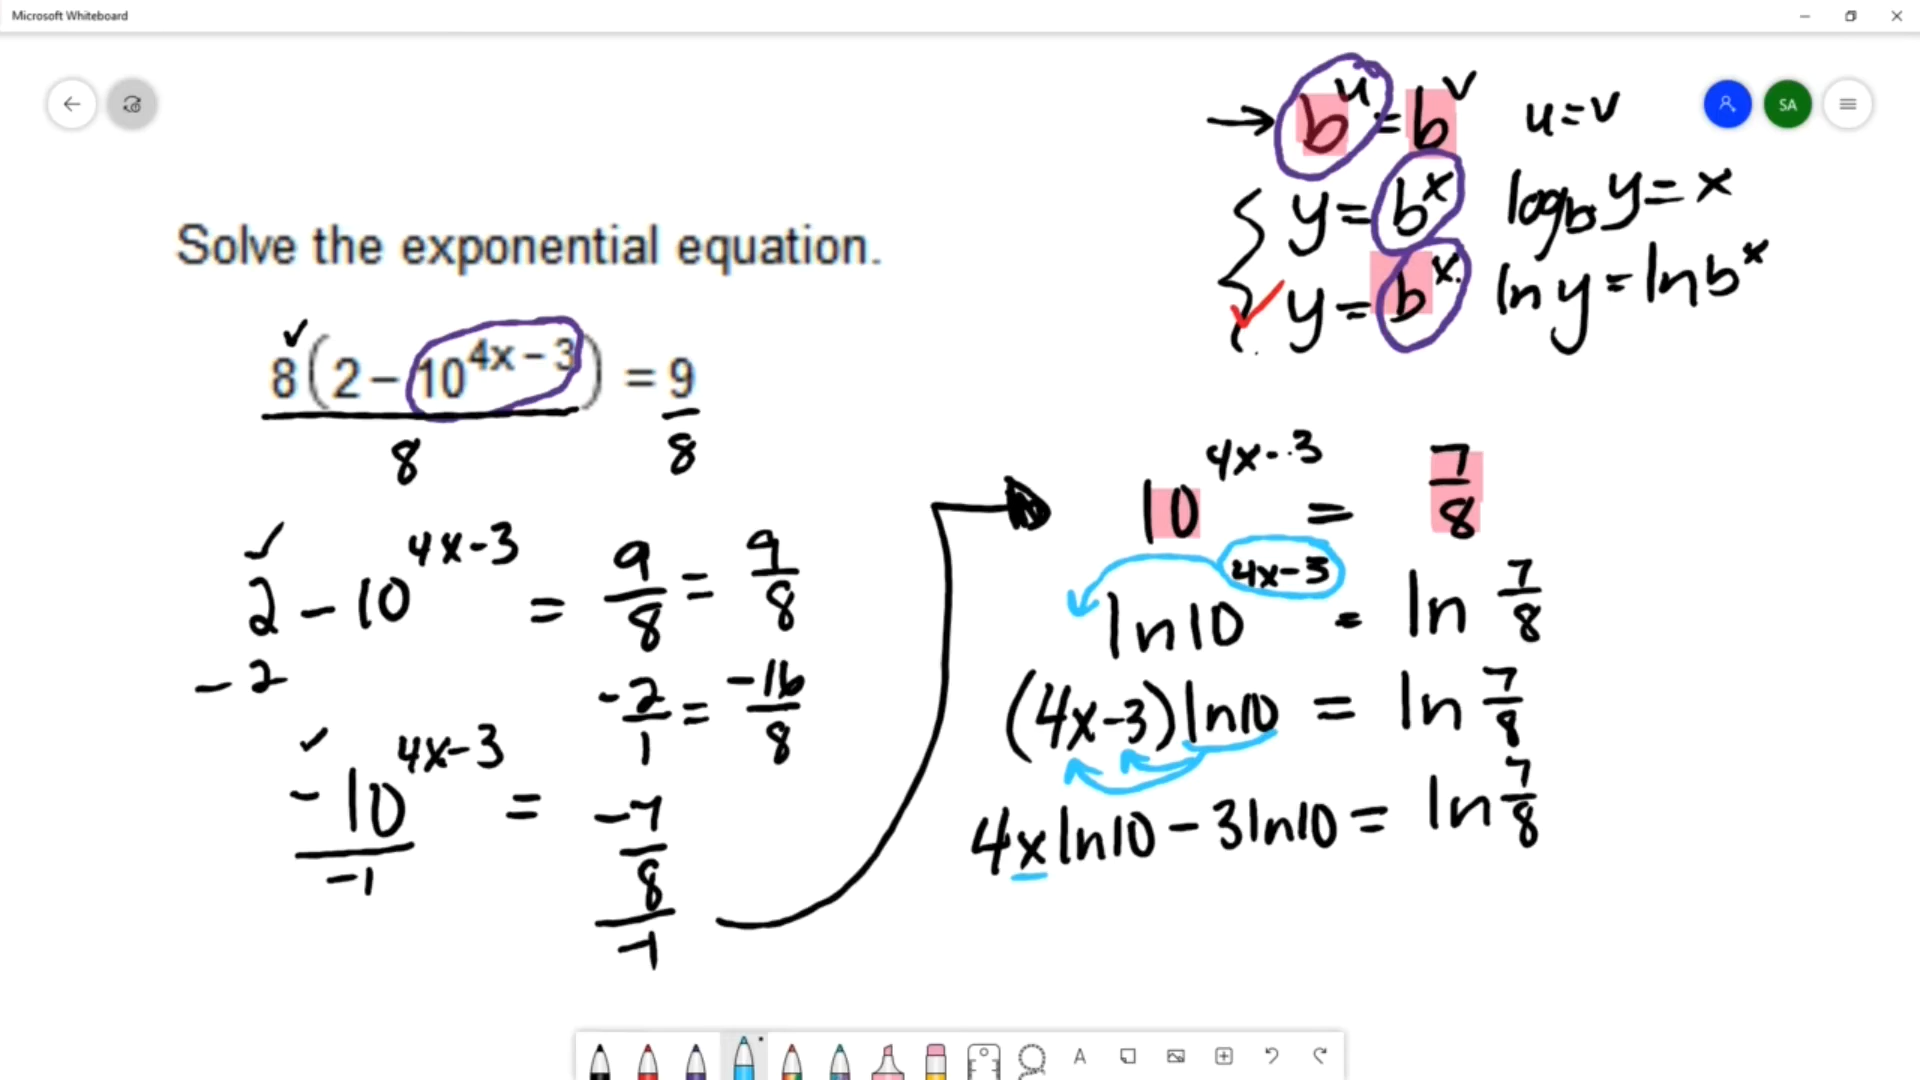 Microsoft Whiteboard
SA
b^u = b^v u=v
y = b^x log_b y = x
y = b^x ln y = ln b^x
Solve the exponential equation.
8(2 − 10^(4x − 3)) = 9
8 8
2 − 10^(4x−3) = 9/8 = 9/8
−2 −2/1 = −16/8
−10^(4x−3) = −7/8
−1 −1
10^(4x−3) = 7/8
ln10^(4x−3) = ln 7/8
(4x−3)ln10 = ln 7/8
4x ln10 − 3ln10 = ln 7/8
A